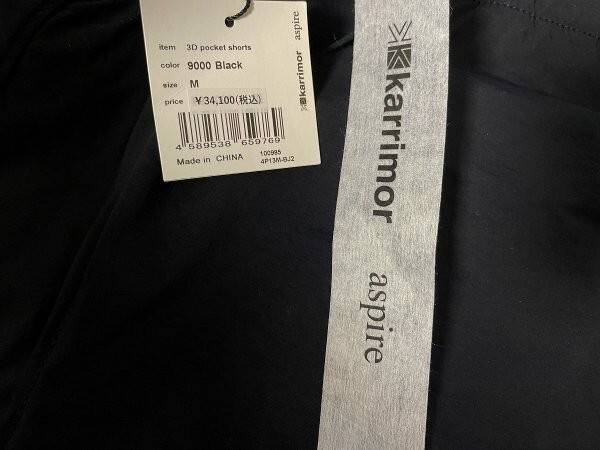 item 3D pocket shorts
color 9000 Black
size M
price ¥34,100(税込)
4 589538 659769
Made in CHINA 100985
4P13M-BJ2
karrimor aspire
karrimor aspire